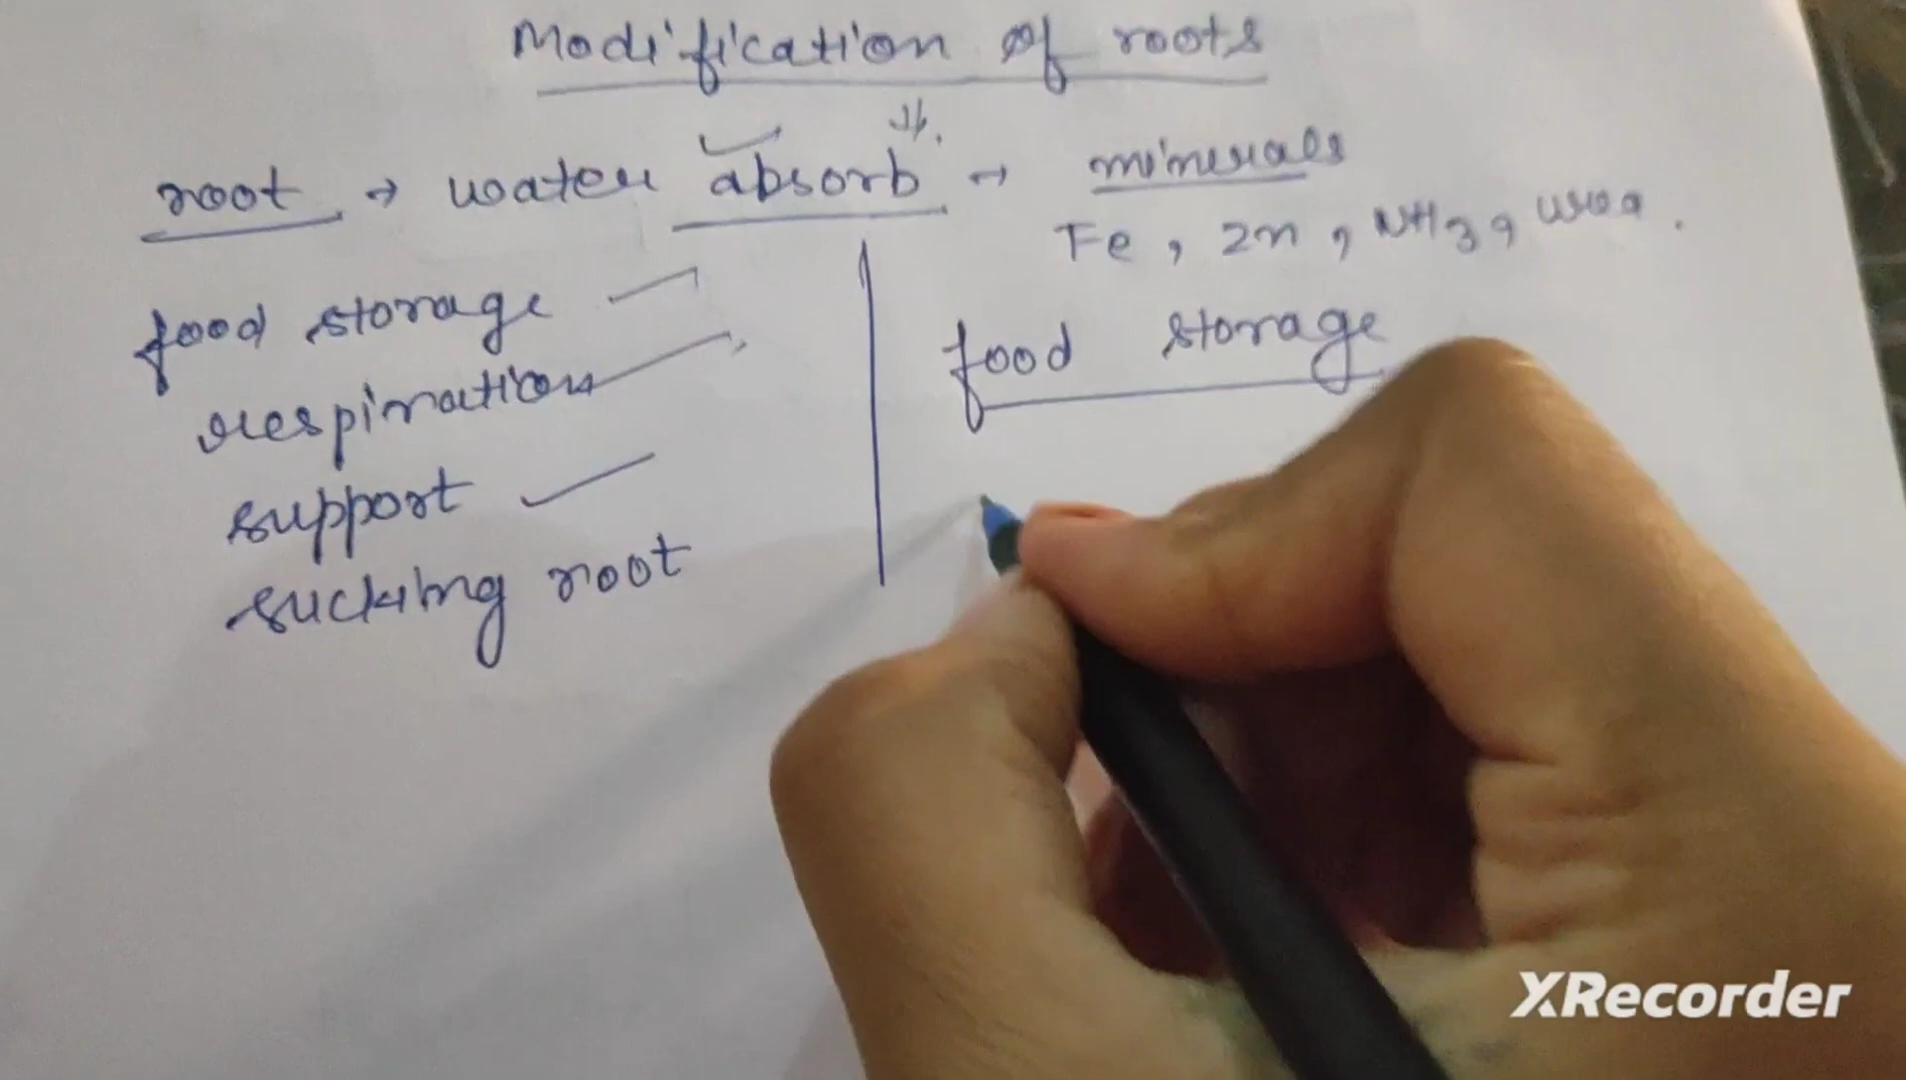 Modification of roots
root → water absorb → minerals
Fe, Zn, NH3, urea.
food storage
respiration
support
sucking root
food storage
XRecorder